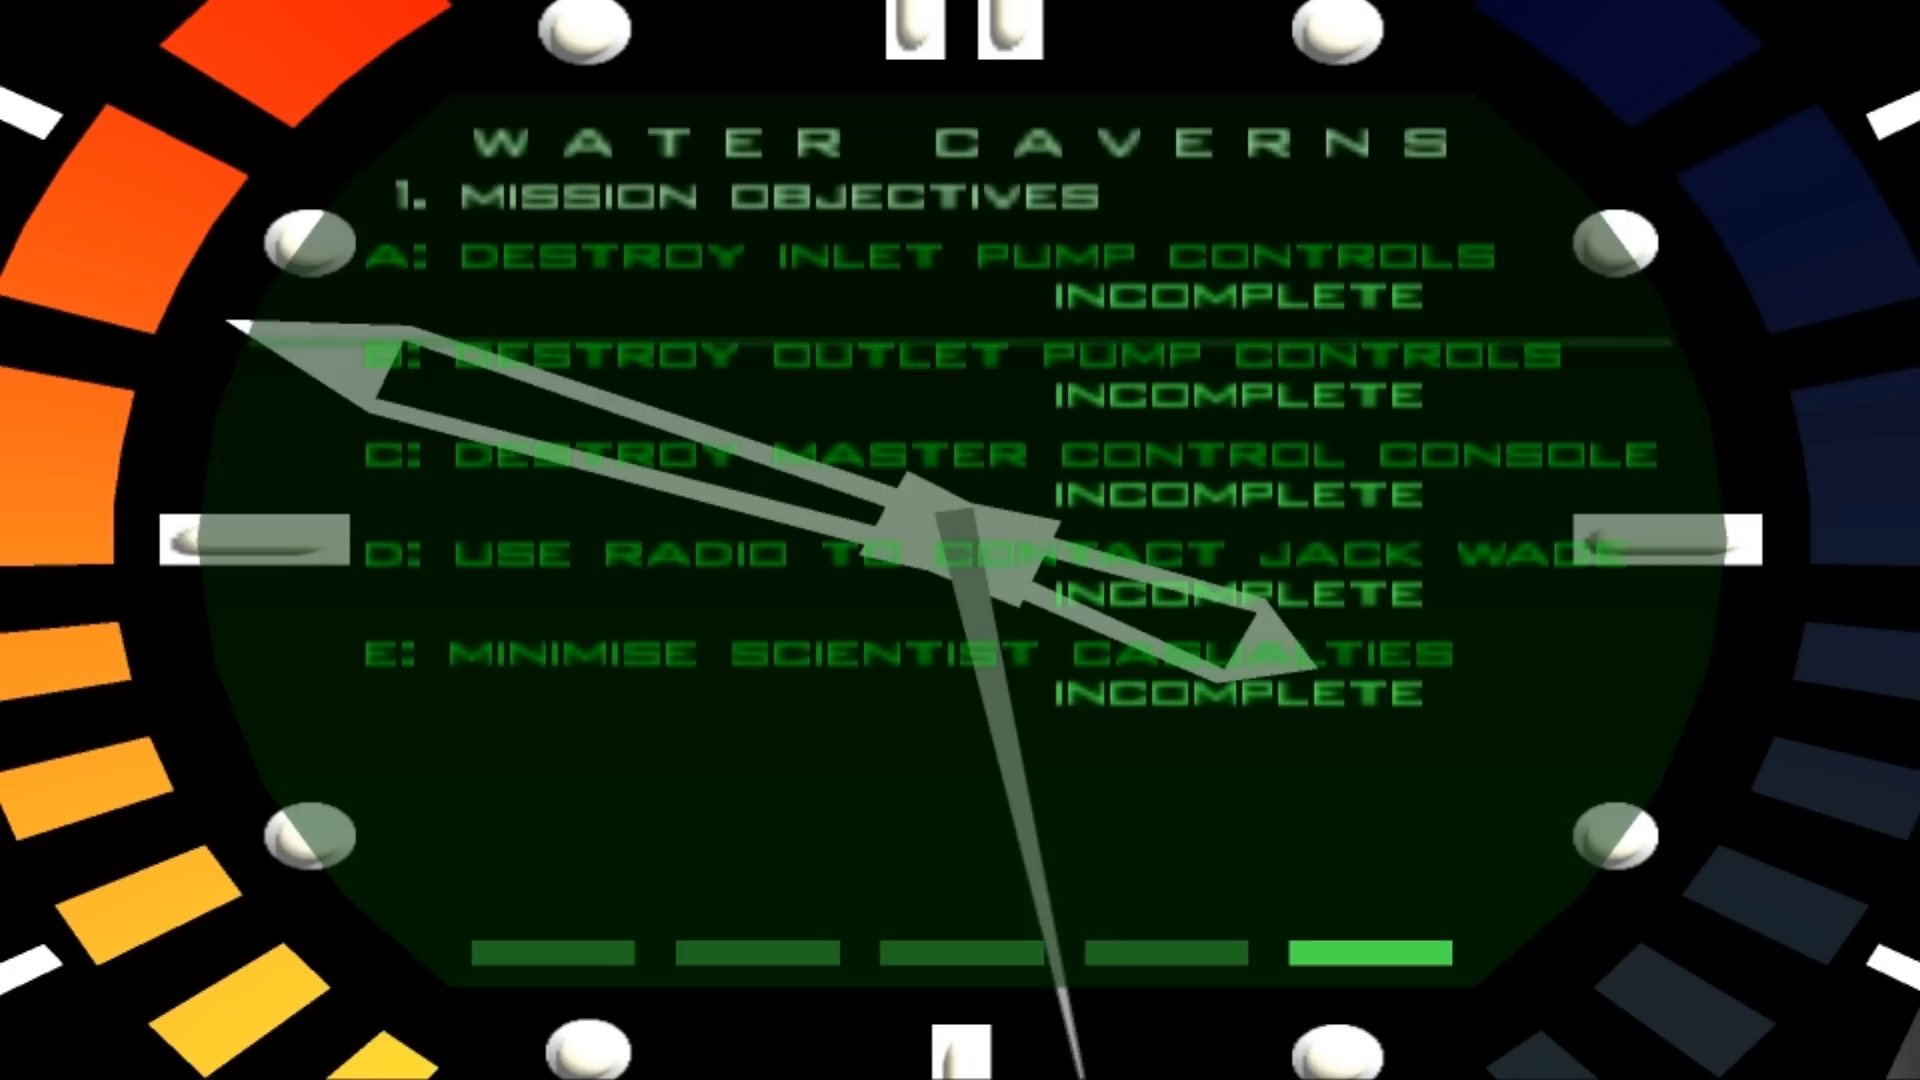 WATER CAVERNS
1. MISSION OBJECTIVES
A: DESTROY INLET PUMP CONTROLS
INCOMPLETE
B: DESTROY OUTLET PUMP CONTROLS
INCOMPLETE
C: DESTROY MASTER CONTROL CONSOLE
INCOMPLETE
D: USE RADIO TO CONTACT JACK WADE
INCOMPLETE
E: MINIMISE SCIENTIST CASUALTIES
INCOMPLETE